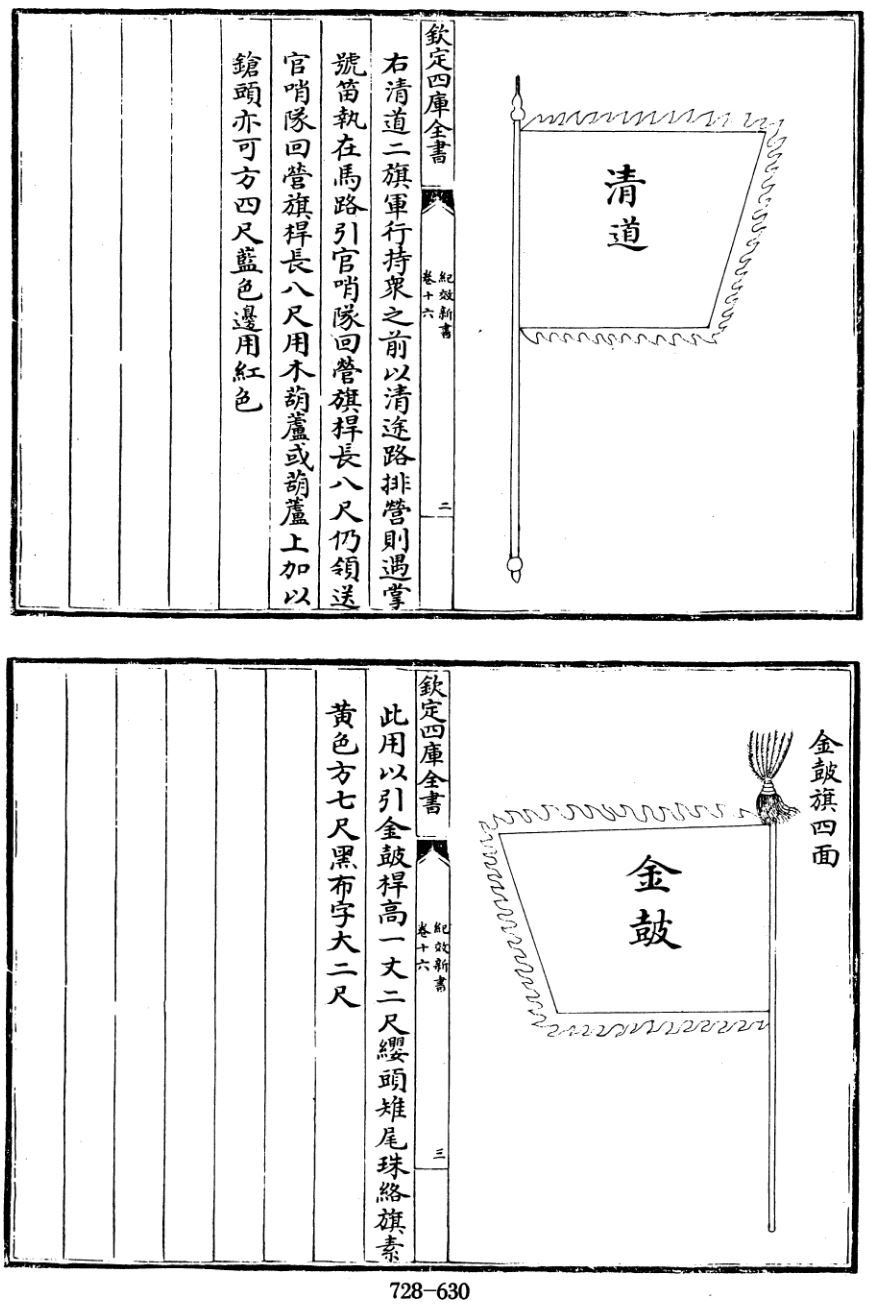 清道
欽定四庫全書
紀效新書
卷十六
二
右清道二旗軍行持衆之前以清途路排營則遇掌
號笛執在馬路引官哨隊回營旗桿長八尺仍領送
官哨隊回營旗桿長八尺用木葫蘆或葫蘆上加以
鎗頭亦可方四尺藍色邊用紅色
金鼓旗四面
金鼓
欽定四庫全書
紀效新書
卷十六
三
此用以引金鼓桿高一丈二尺纓頭雉尾珠絡旗素
黃色方七尺黑布字大二尺
728-630